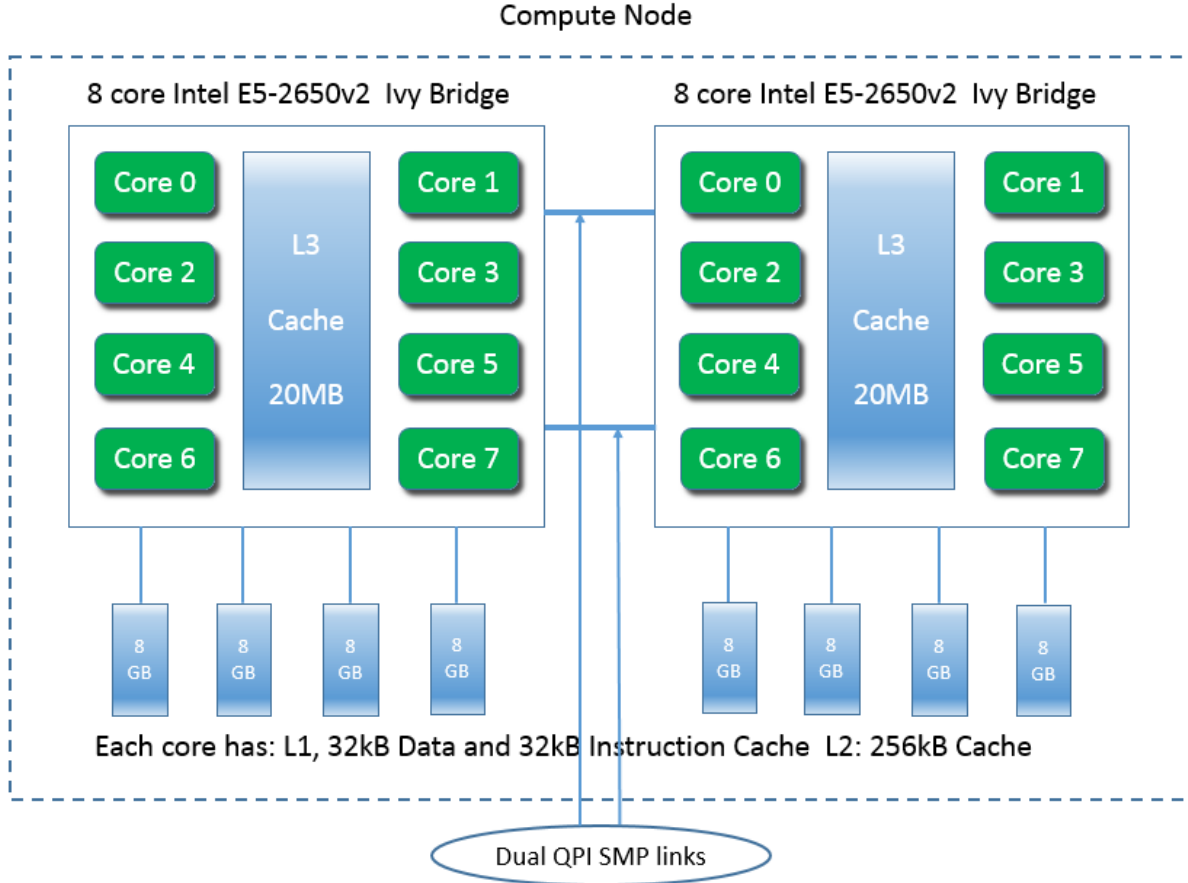 Compute Node
8 core Intel E5-2650v2 Ivy Bridge
8 core Intel E5-2650v2 Ivy Bridge
Core 0
Core 1
Core 2
Core 3
Core 4
Core 5
Core 6
Core 7
L3
Cache
20MB
Core 0
Core 1
Core 2
Core 3
Core 4
Core 5
Core 6
Core 7
L3
Cache
20MB
8
GB
8
GB
8
GB
8
GB
8
GB
8
GB
8
GB
8
GB
Each core has: L1, 32kB Data and 32kB Instruction Cache L2: 256kB Cache
Dual QPI SMP links